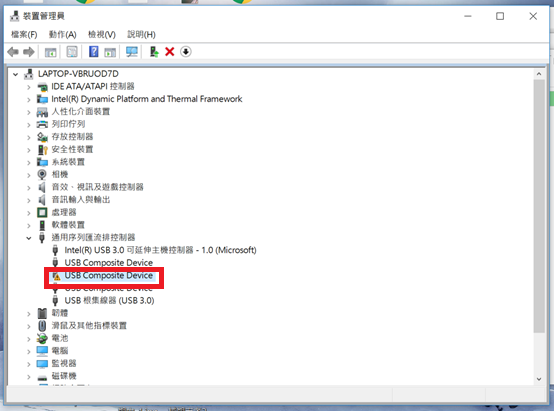 裝置管理員
檔案(F) 動作(A) 檢視(V) 說明(H)
LAPTOP-VBRUOD7D
IDE ATA/ATAPI 控制器
Intel(R) Dynamic Platform and Thermal Framework
人性化介面裝置
列印佇列
存放控制器
安全性裝置
系統裝置
相機
音效、視訊及遊戲控制器
音訊輸入與輸出
處理器
軟體裝置
通用序列匯流排控制器
Intel(R) USB 3.0 可延伸主機控制器 - 1.0 (Microsoft)
USB Composite Device
USB Composite Device
USB Composite Device
USB 根集線器 (USB 3.0)
韌體
滑鼠及其他指標裝置
電池
電腦
監視器
磁碟機